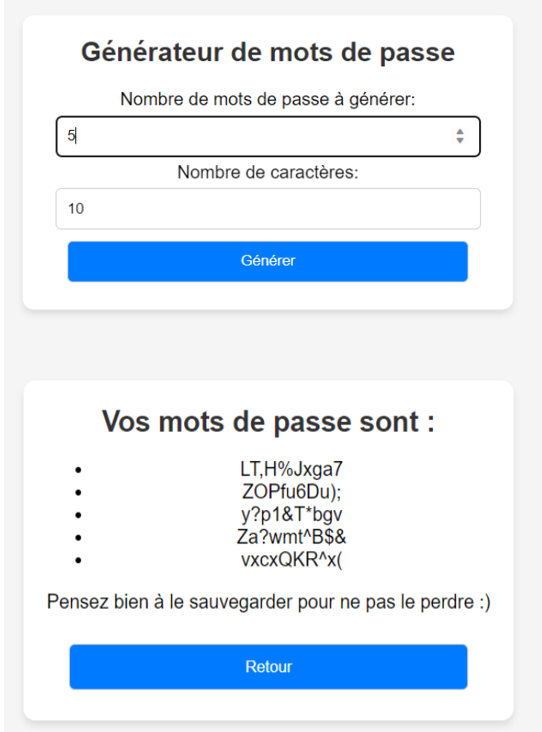 Générateur de mots de passe
Nombre de mots de passe à générer:
5
Nombre de caractères:
10
Générer
Vos mots de passe sont :
LT,H%Jxga7
ZOPfu6Du);
y?p1&T*bgv
Za?wmt^B$&
vxcxQKR^x(
Pensez bien à le sauvegarder pour ne pas le perdre :)
Retour